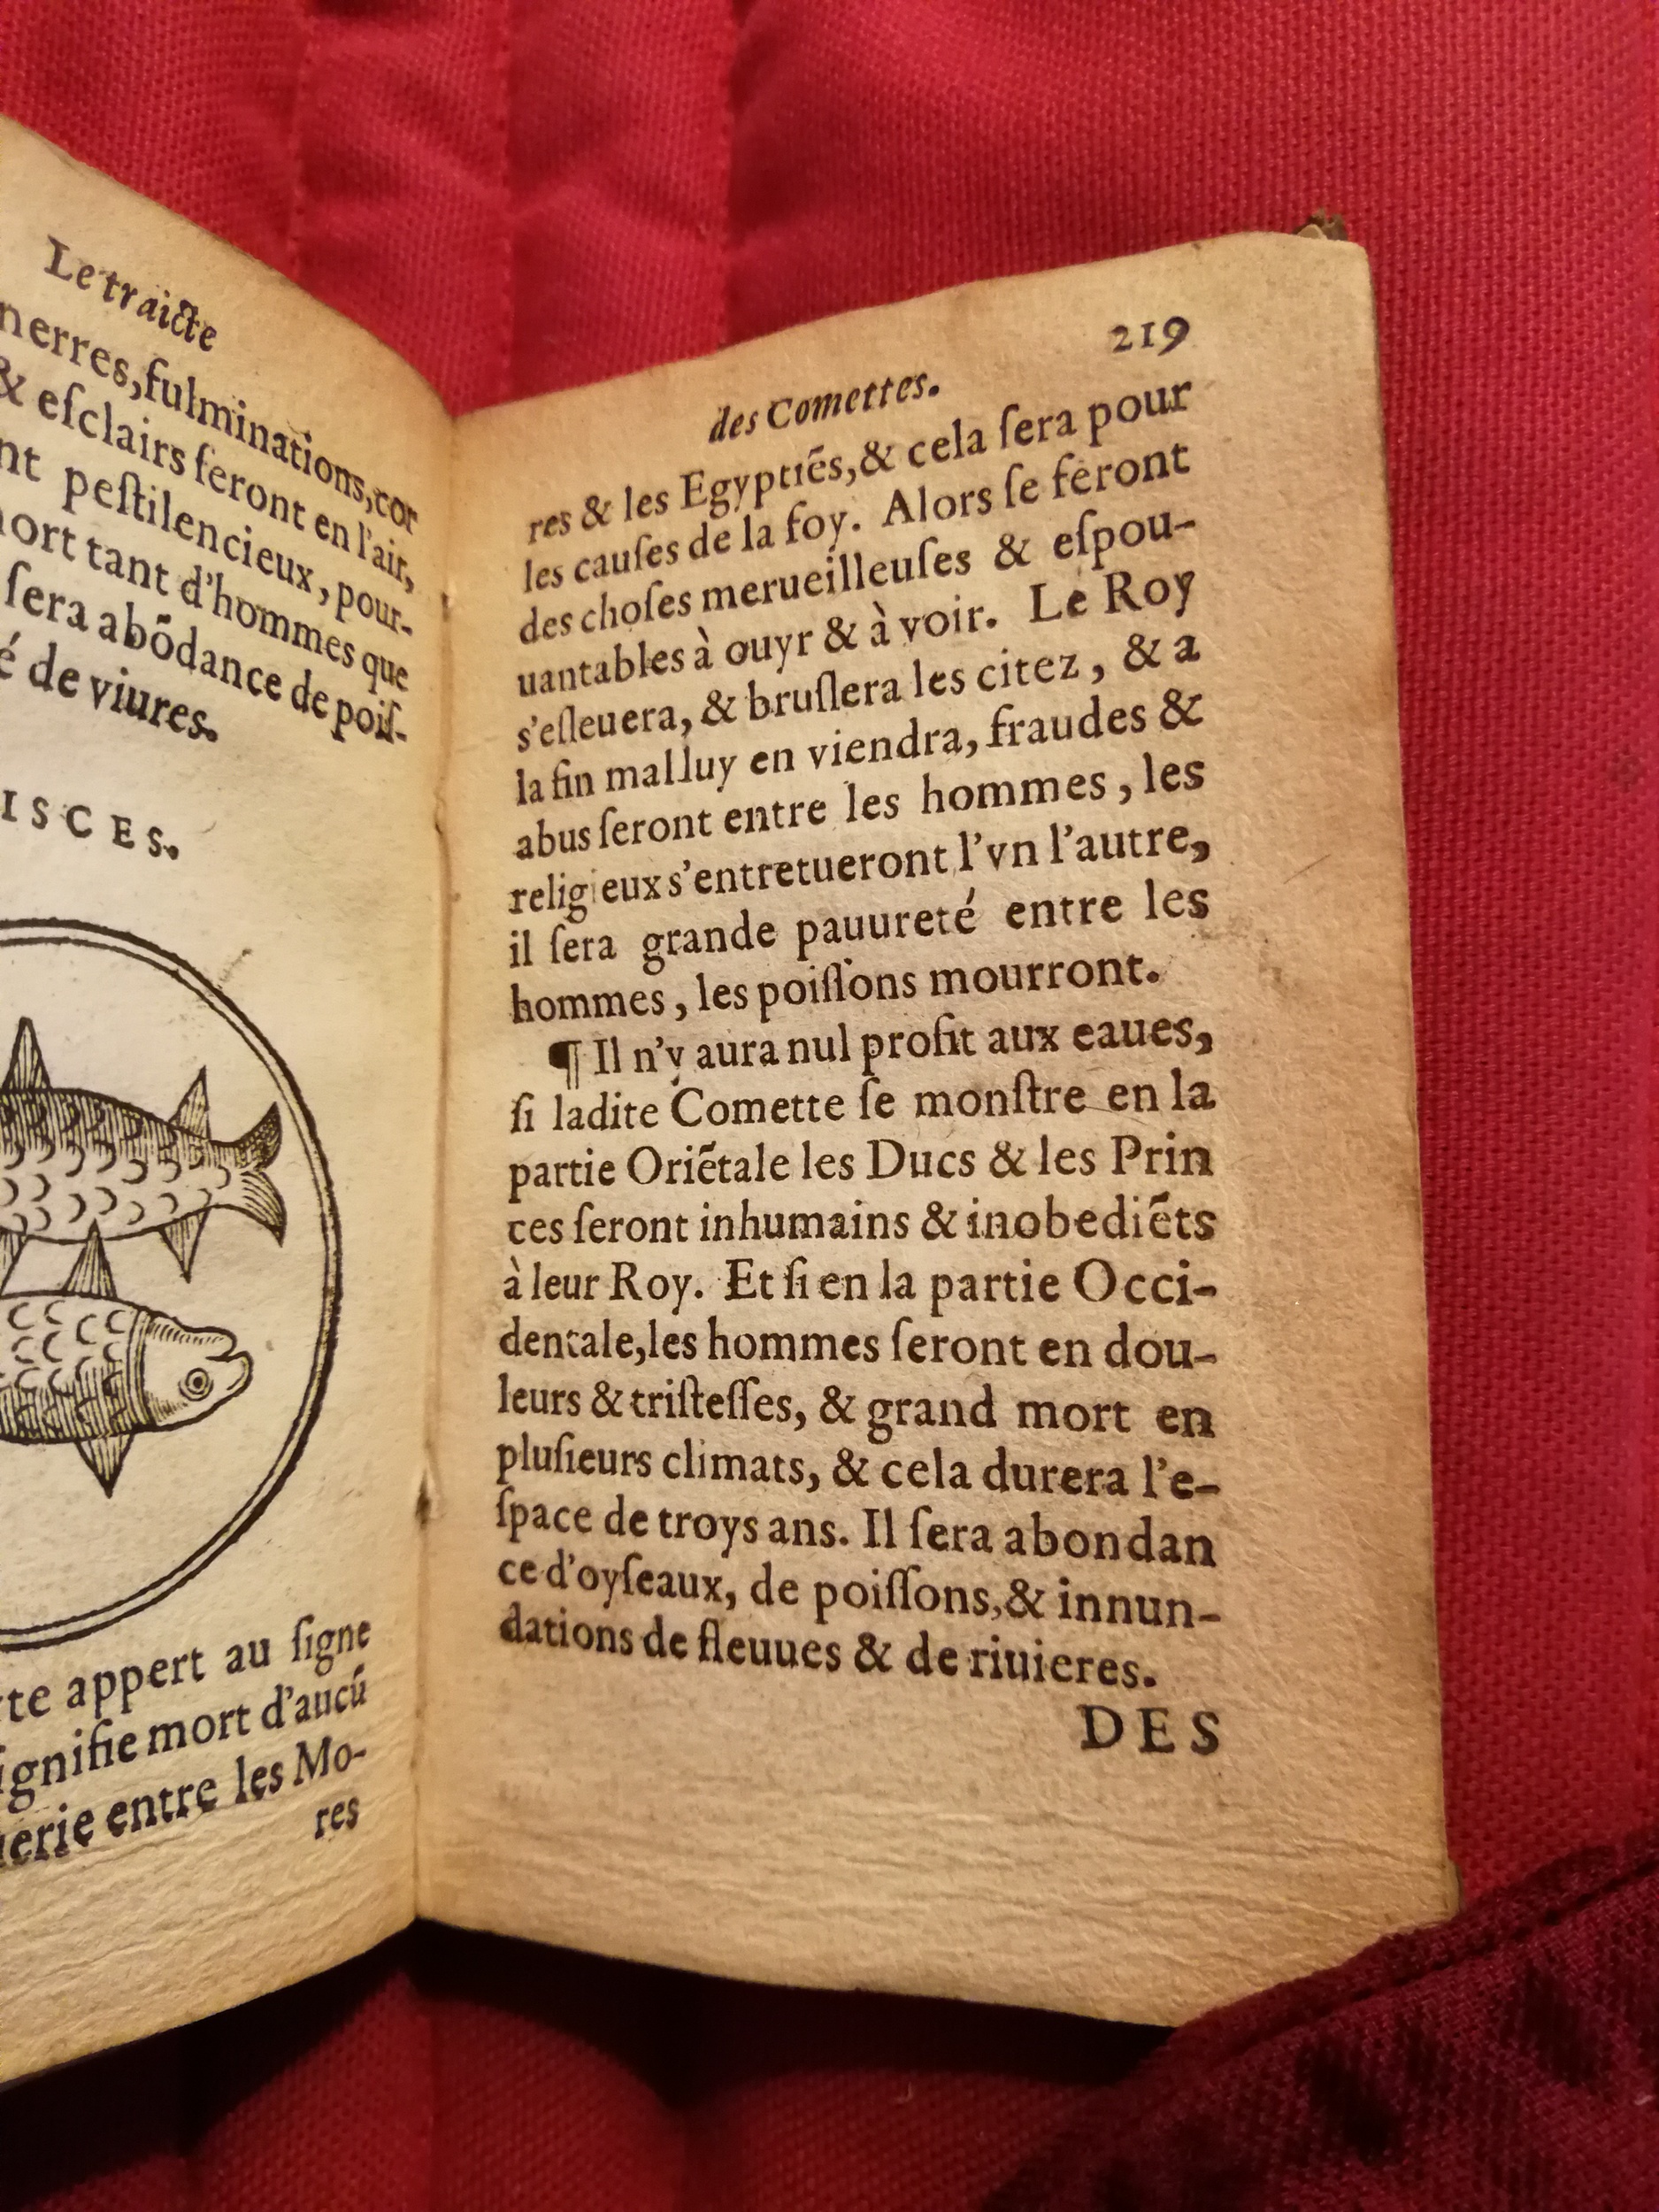 Le traicte
nerres, fulminations, cor
& eſclairs ſeront en l'air,
nt peſtilencieux, pour-
ort tant d'hommes que
ſera abōdance de poiſ-
é de viures.
ISCES.
te appert au ſigne
ignifie mort d'aucū
erie entre les Mo-
res
219
des Comettes.
res & les Egyptiēs, & cela ſera pour
les cauſes de la foy. Alors ſe feront
des choſes merueilleuſes & eſpou-
uantables à ouyr & à voir. Le Roy
s'eſleuera, & bruſlera les citez, & a
la fin mal luy en viendra, fraudes &
abus ſeront entre les hommes, les
religieux s'entretueront l'vn l'autre,
il ſera grande pauureté entre les
hommes, les poiſſons mourront.
¶ Il n'y aura nul profit aux eaues,
ſi ladite Comette ſe monſtre en la
partie Oriētale les Ducs & les Prin
ces ſeront inhumains & inobediēts
à leur Roy. Et ſi en la partie Occi-
dentale, les hommes ſeront en dou-
leurs & triſteſſes, & grand mort en
pluſieurs climats, & cela durera l'e-
ſpace de troys ans. Il ſera abondan
ce d'oyſeaux, de poiſſons, & innun-
dations de fleuues & de riuieres.
DES